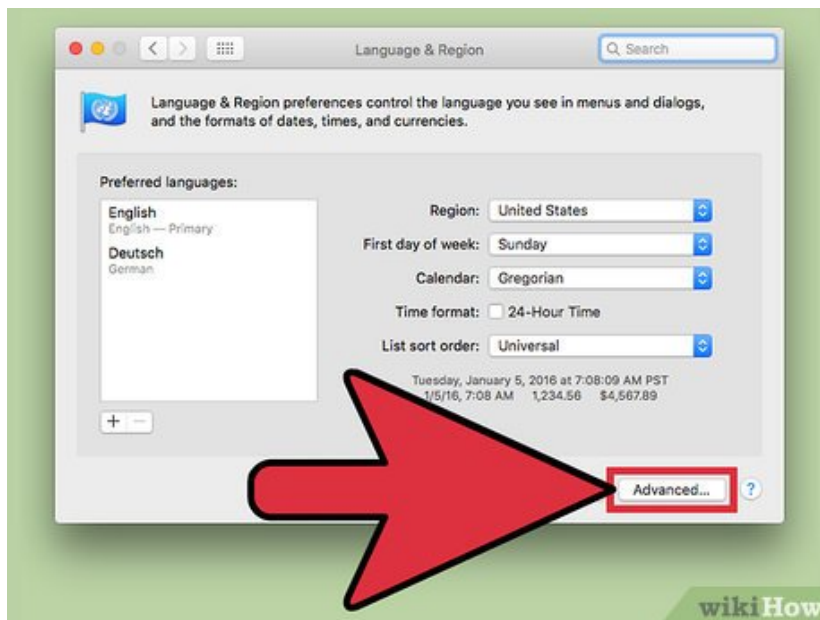 Language & Region
Search
Language & Region preferences control the language you see in menus and dialogs,
and the formats of dates, times, and currencies.
Preferred languages:
English
English — Primary
Deutsch
German
Region: United States
First day of week: Sunday
Calendar: Gregorian
Time format: 24-Hour Time
List sort order: Universal
Tuesday, January 5, 2016 at 7:08:09 AM PST
1/5/16, 7:08 AM 1,234.56 $4,567.89
+ −
Advanced... ?
wikiHow